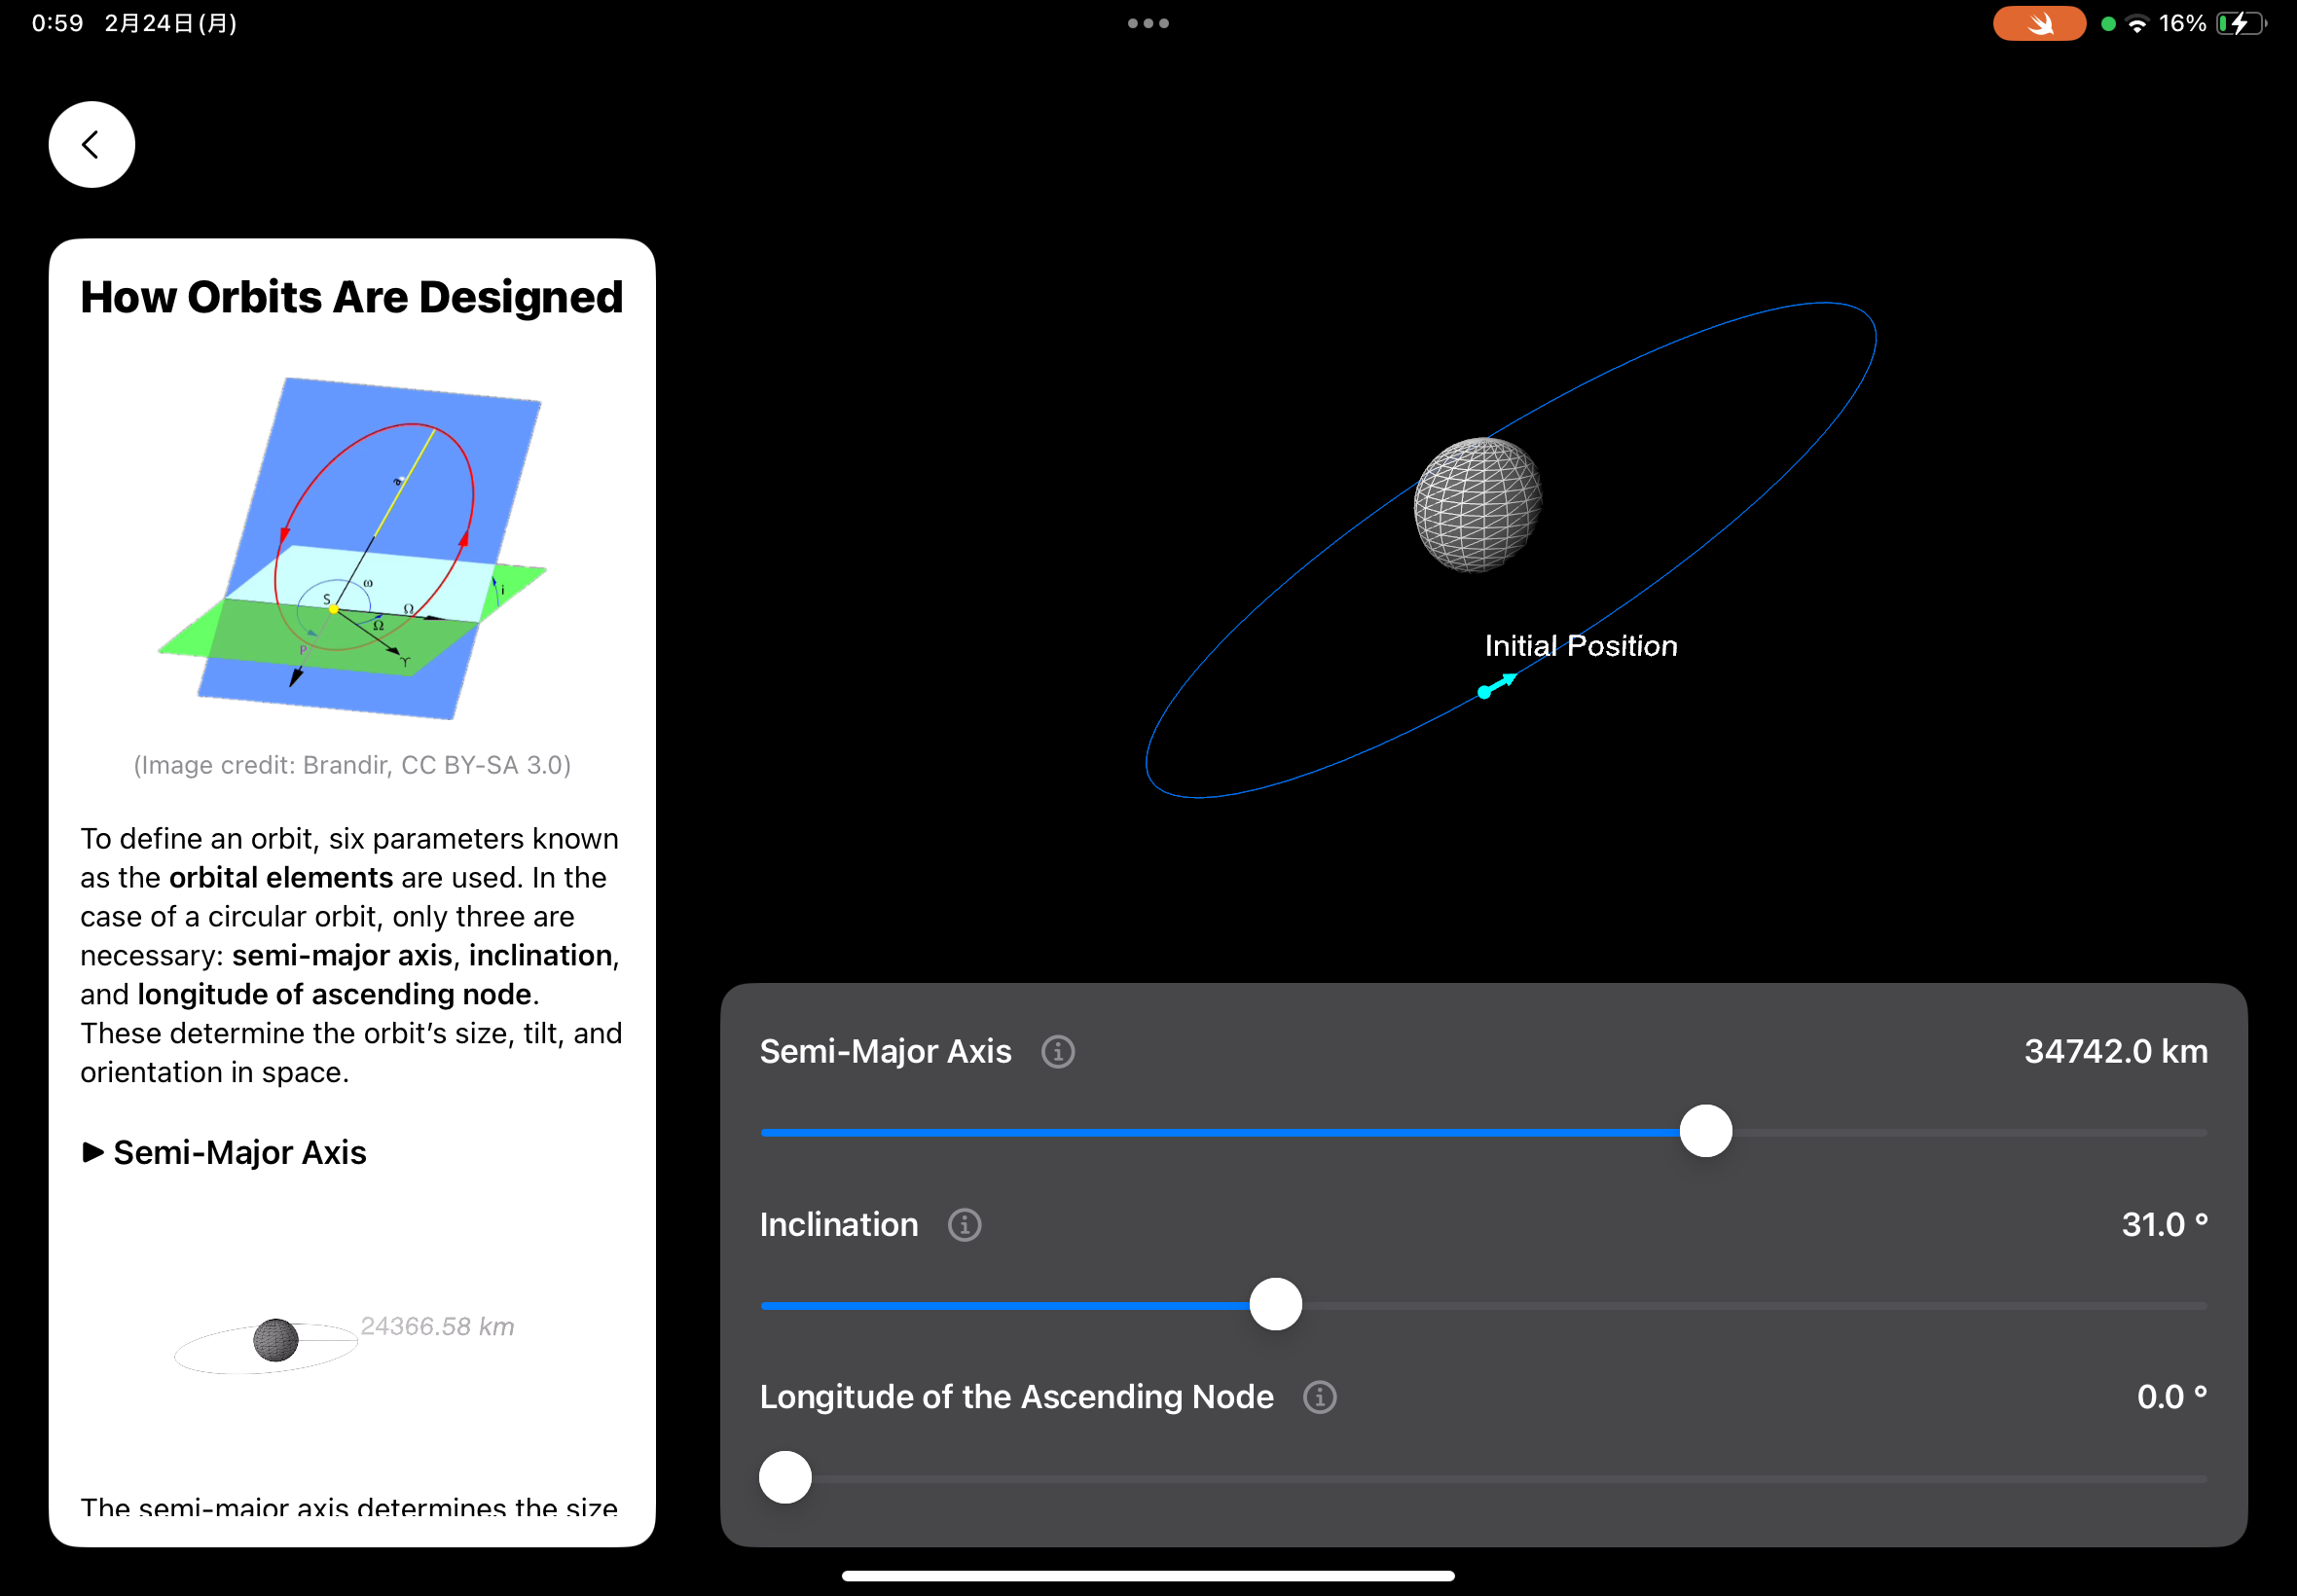 0:59 2月24日(月)
16%
How Orbits Are Designed
a
ω
S
Ω
i
Ω
P
♈
(Image credit: Brandir, CC BY-SA 3.0)
To define an orbit, six parameters known
as the orbital elements are used. In the
case of a circular orbit, only three are
necessary: semi-major axis, inclination,
and longitude of ascending node.
These determine the orbit’s size, tilt, and
orientation in space.
▶ Semi-Major Axis
24366.58 km
The semi-major axis determines the size
Initial Position
Semi-Major Axis
34742.0 km
Inclination
31.0 °
Longitude of the Ascending Node
0.0 °